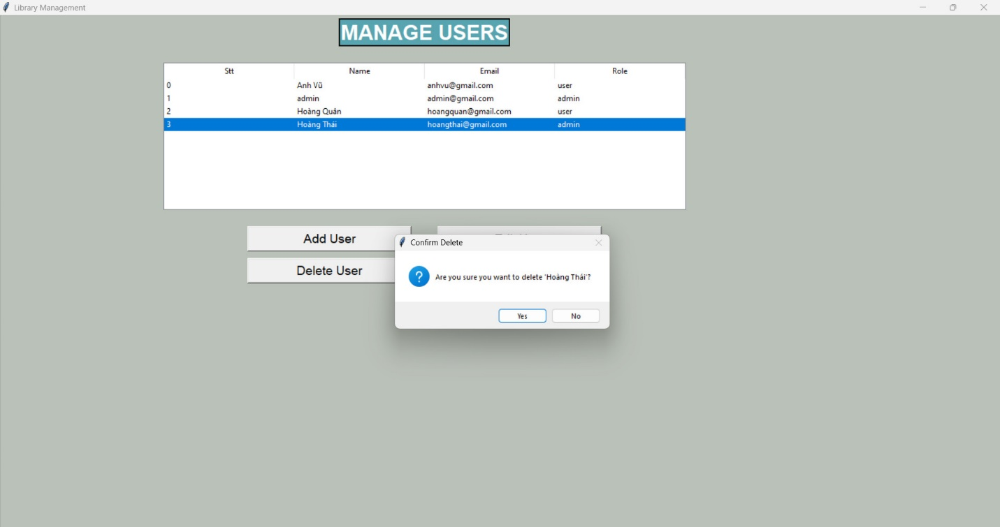 Library Management
MANAGE USERS
Stt Name Email Role
0 Anh Vũ anhvu@gmail.com user
1 admin admin@gmail.com admin
2 Hoàng Quân hoangquan@gmail.com user
3 Hoàng Thái hoangthai@gmail.com admin
Add User
Delete User
Confirm Delete
Are you sure you want to delete 'Hoàng Thái'?
Yes No